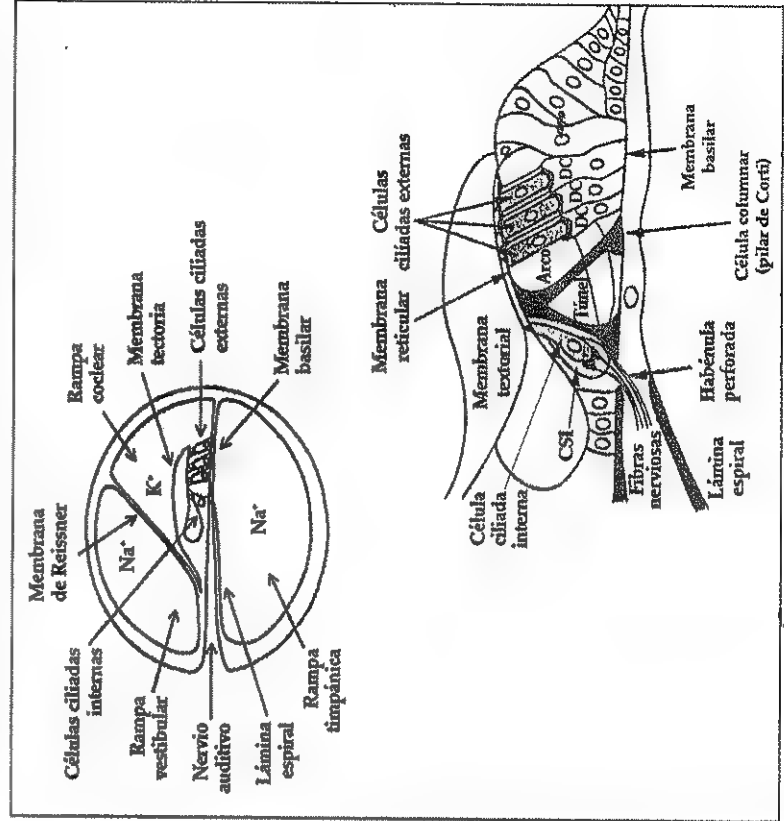 Membrana
de Reissner
Rampa
coclear
Membrana
tectoria
Células ciliadas
externas
Membrana
basilar
Células ciliadas
internas
Rampa
vestibular
Nervio
auditivo
Lámina
espiral
Rampa
timpánica
Na⁺
K⁺
Na⁺
Membrana
reticular
Células
ciliadas externas
Membrana
textorial
Célula
ciliada
interna
CSI
Arco
Túnel
DC
DC
DC
Fibras
nerviosas
Lámina
espiral
Habénula
perforada
Célula columnar
(pilar de Corti)
Membrana
basilar